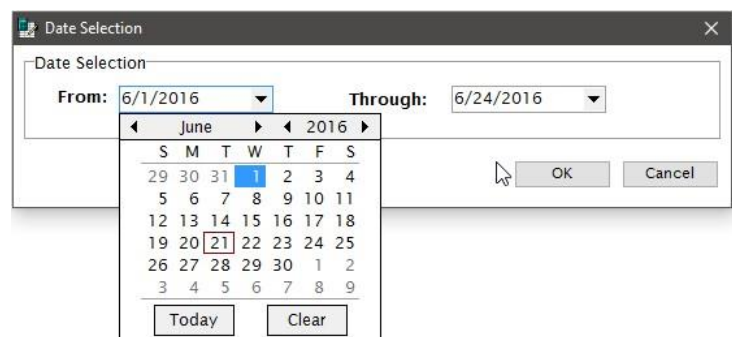 Date Selection
Date Selection
From: 6/1/2016 Through: 6/24/2016
June 2016
S M T W T F S
29 30 31 1 2 3 4
5 6 7 8 9 10 11
12 13 14 15 16 17 18
19 20 21 22 23 24 25
26 27 28 29 30 1 2
3 4 5 6 7 8 9
Today Clear
OK Cancel